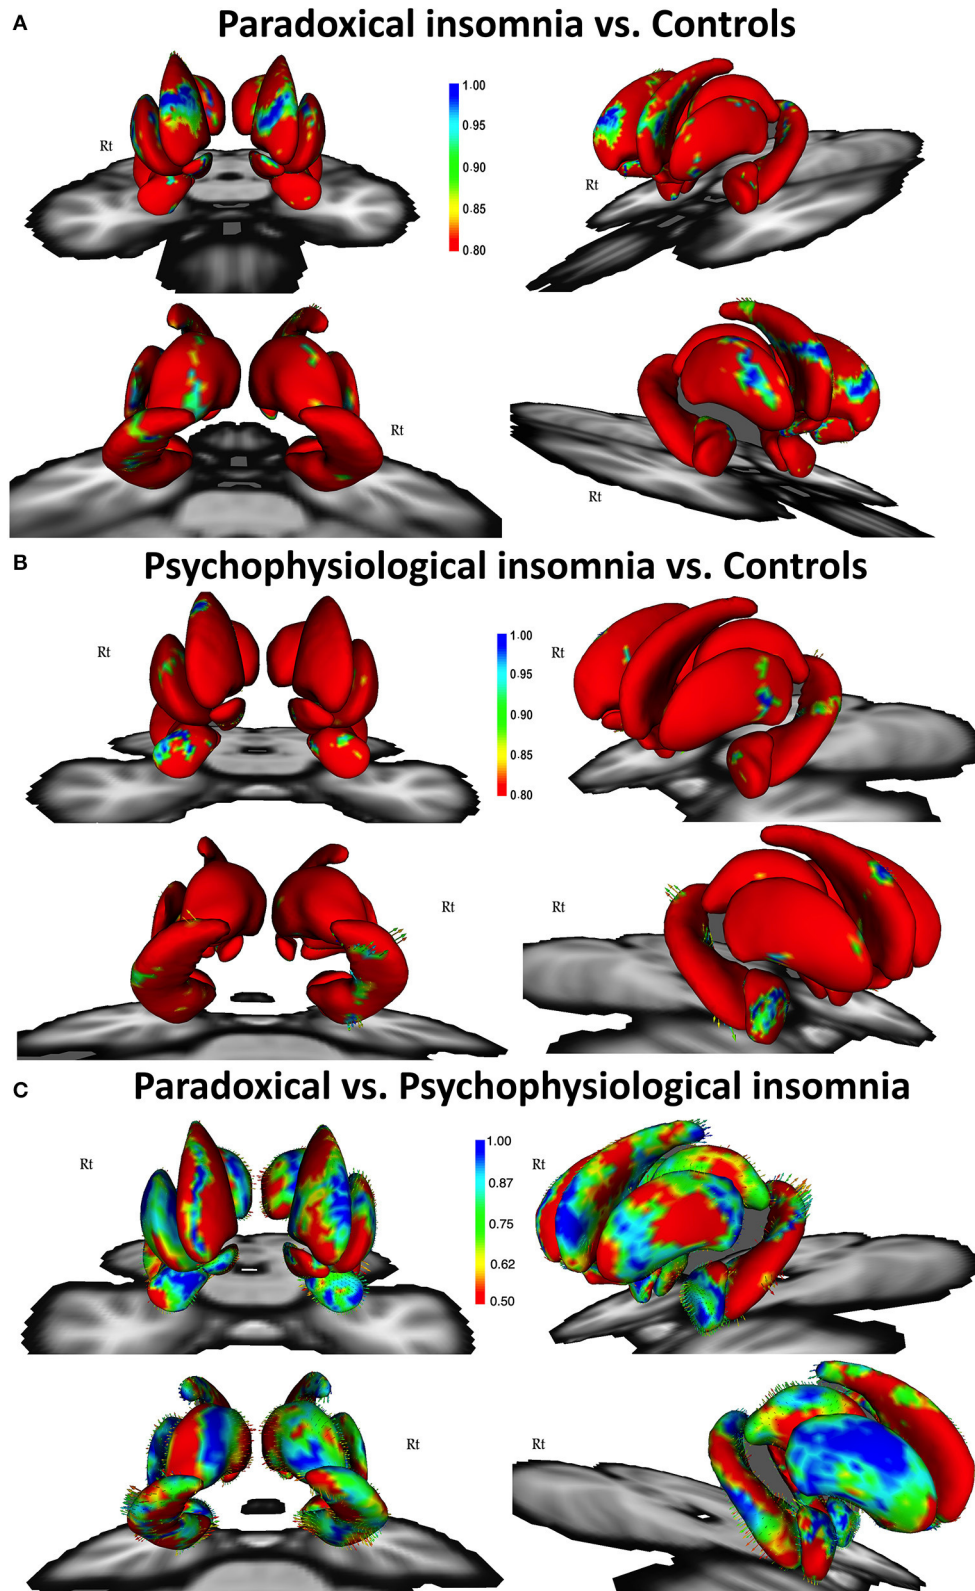 A
Paradoxical insomnia vs. Controls
Rt
1.00
0.95
0.90
0.85
0.80
Rt
Rt
Rt
B
Psychophysiological insomnia vs. Controls
Rt
1.00
0.95
0.90
0.85
0.80
Rt
Rt
Rt
C
Paradoxical vs. Psychophysiological insomnia
Rt
1.00
0.87
0.75
0.62
0.50
Rt
Rt
Rt